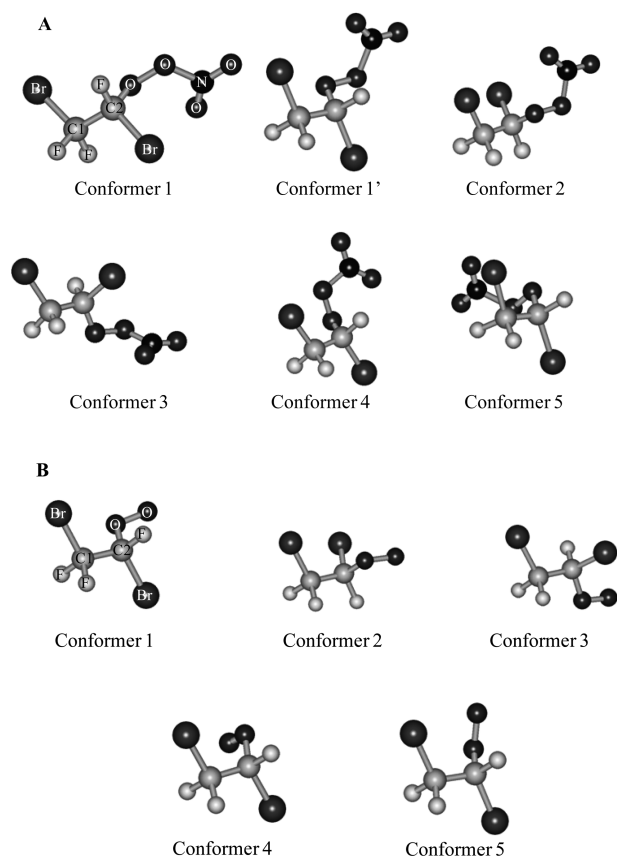 A
Br F O O N O
C1 C2 O
F F Br
Conformer 1 Conformer 1’ Conformer 2
Conformer 3 Conformer 4 Conformer 5
B
Br O O
C1 C2 F
F F Br
Conformer 1 Conformer 2 Conformer 3
Conformer 4 Conformer 5